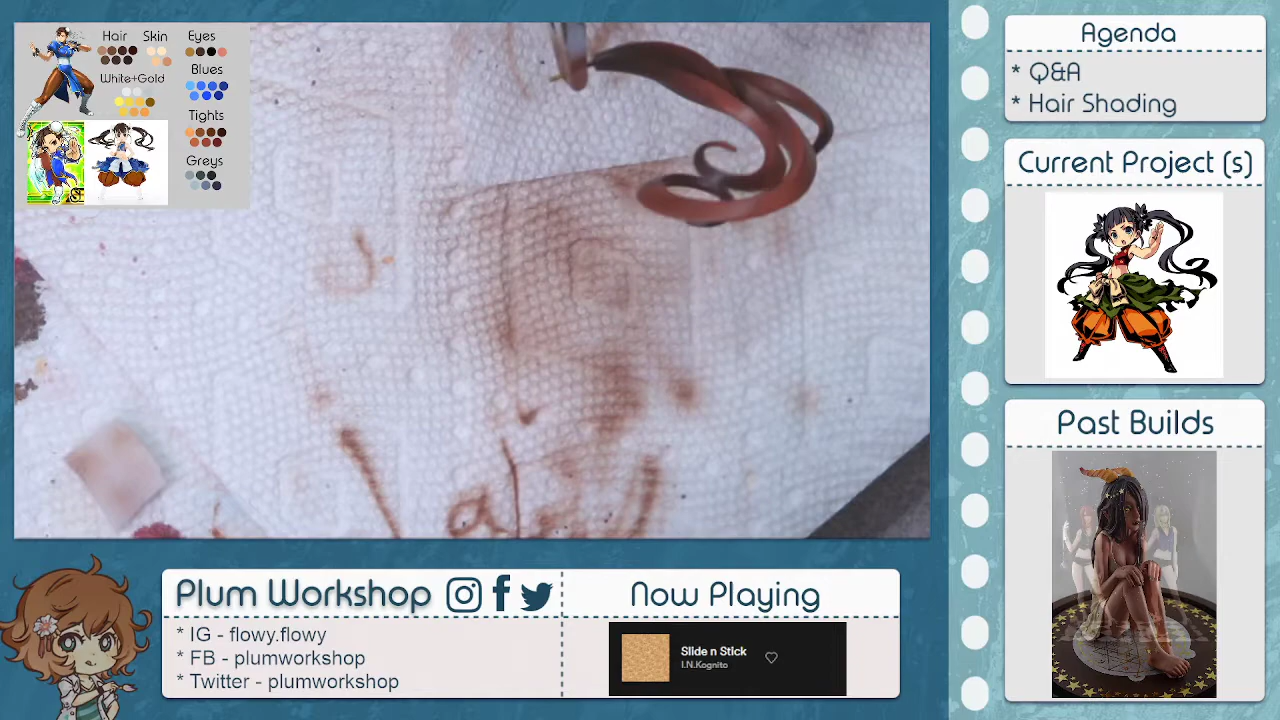 Hair
Skin
Eyes
White+Gold
Blues
Tights
Greys
Agenda
* Q&A
* Hair Shading
Current Project (s)
Past Builds
Plum Workshop
* IG - flowy.flowy
* FB - plumworkshop
* Twitter - plumworkshop
Now Playing
Slide n Stick
I.N.Kognito